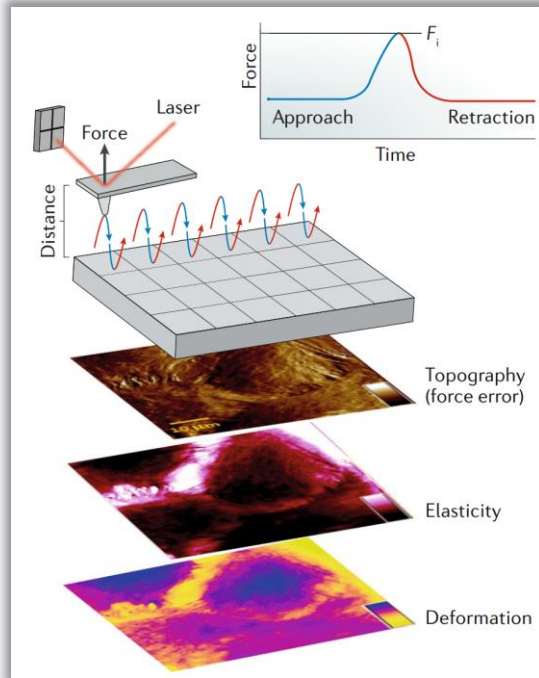 Force
Fi
Approach
Retraction
Time
Laser
Force
Distance
Topography
(force error)
10 μm
Elasticity
Deformation